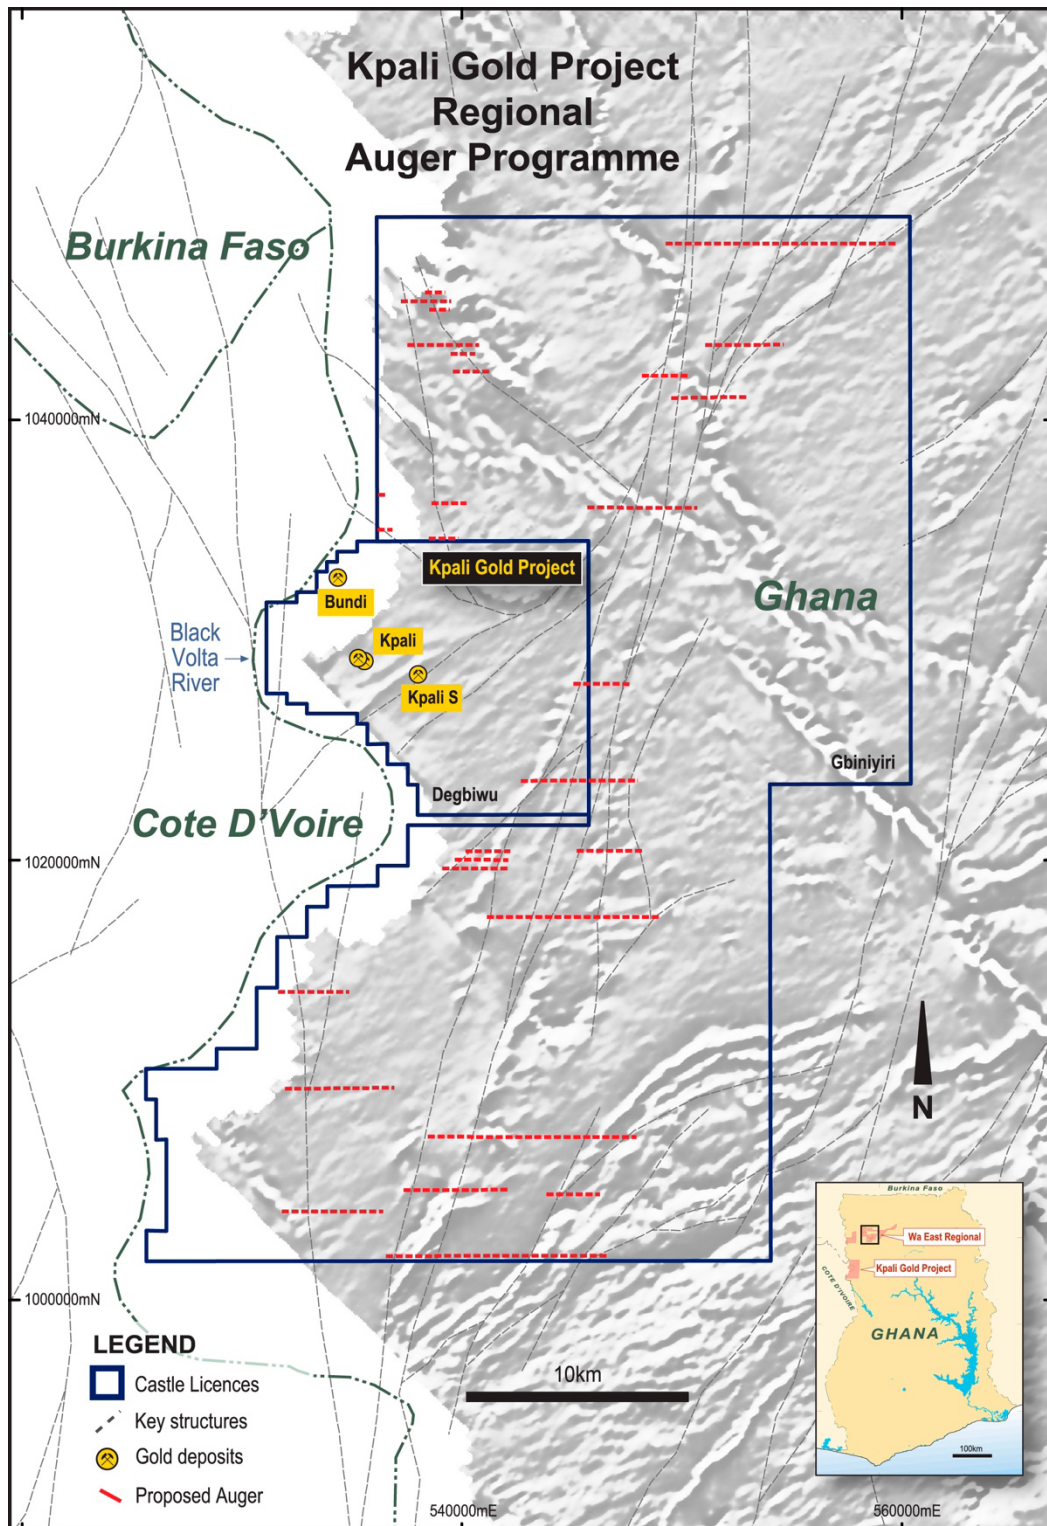 Kpali Gold Project
Regional
Auger Programme
Burkina Faso
1040000mN
Kpali Gold Project
Bundi
Ghana
Kpali
Black
Volta
River
Kpali S
Gbiniyiri
Degbiwu
Cote D'Voire
1020000mN
N
1000000mN
Burkina Faso
Wa East Regional
Kpali Gold Project
COTE D'IVOIRE
GHANA
100km
LEGEND
Castle Licences
Key structures
Gold deposits
Proposed Auger
10km
540000mE
560000mE